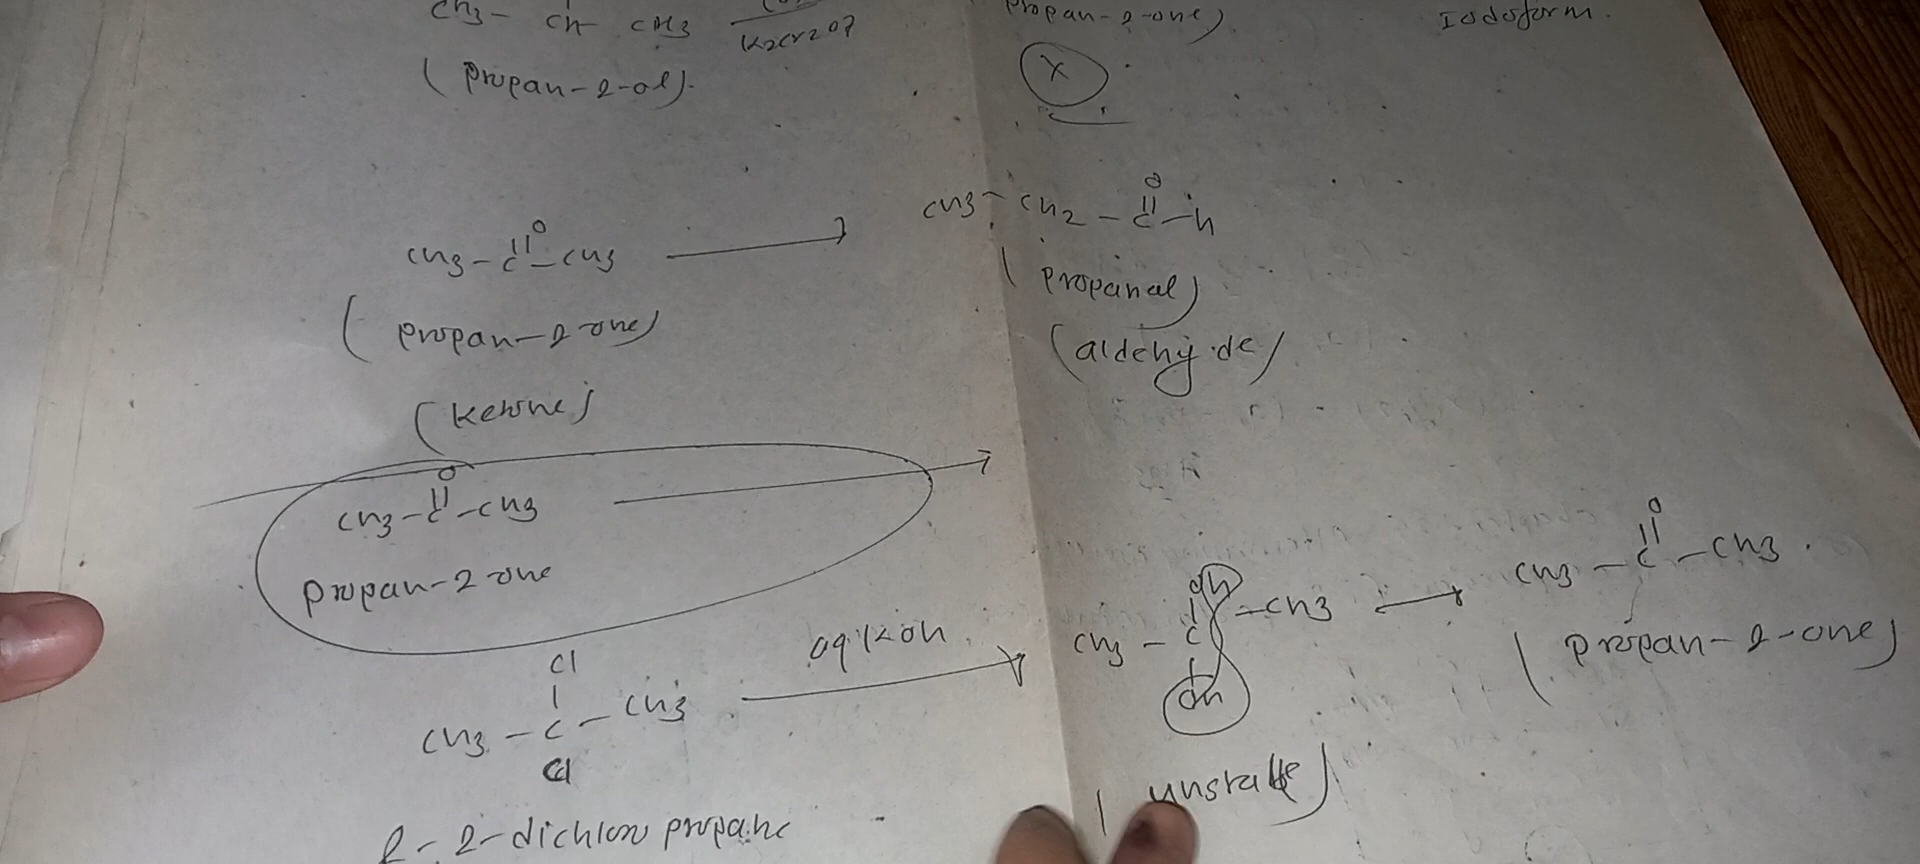 CH3- CH- CH3
K2Cr2O7
propan-2-one)
Iodoform.
(propan-2-ol).
X
O
CH3-C-CH3
O
CH3-CH2-C-H
(propan-2-one)
(propanal)
(ketone)
(aldehyde)
O
CH3-C-CH3
propan-2-one
Cl
CH3-C-CH3
Cl
aq KOH
OH
CH3-C-CH3
OH
O
CH3-C-CH3.
(propan-2-one)
(unstable)
2-2-dichloropropane